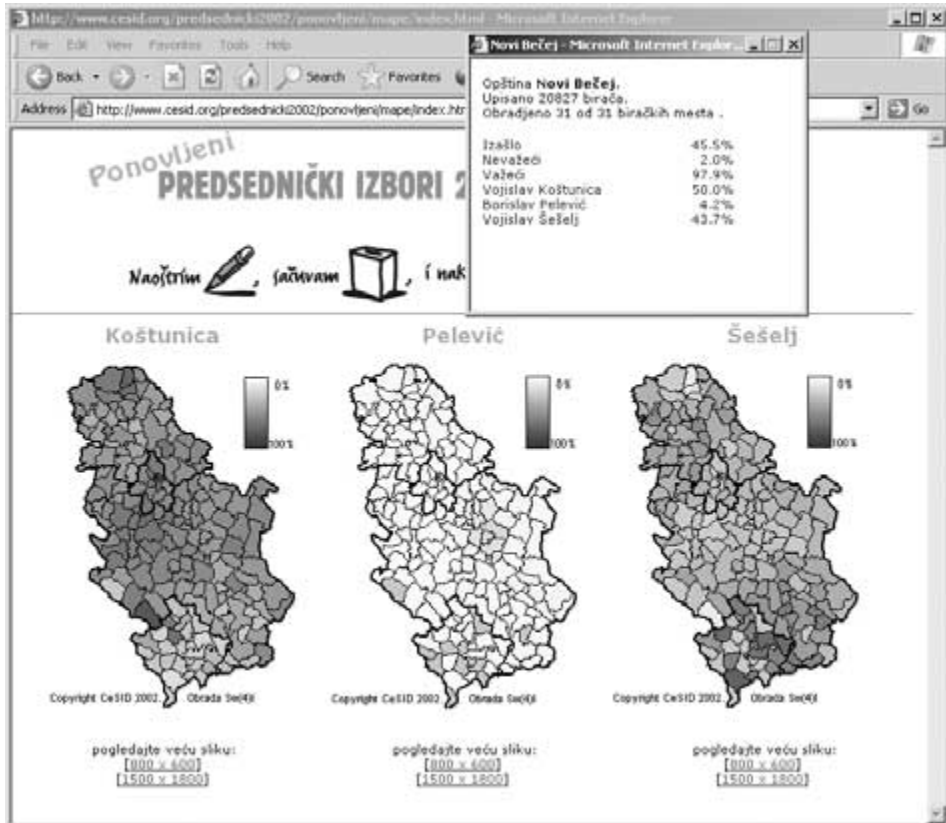 http://www.cesid.org/predsednicki2002/ponovljeni/mape/index.html - Microsoft Internet Explorer
File Edit View Favorites Tools Help
Back Search Favorites
Address http://www.cesid.org/predsednicki2002/ponovljeni/mape/index.htm Go
Novi Bečej - Microsoft Internet Explor...
Opština Novi Bečej.
Upisano 20827 birača.
Obradjeno 31 od 31 biračkih mesta .
Izašlo 45.5%
Nevažeći 2.0%
Važeći 97.9%
Vojislav Koštunica 50.0%
Borislav Pelević 4.2%
Vojislav Šešelj 43.7%
Ponovljeni
PREDSEDNIČKI IZBORI 2
Naoštrim , sačuvam , i nak
Koštunica Pelević Šešelj
0% 0% 0%
100% 100% 100%
Copyright CeSID 2002. Obrada Se(4)i Copyright CeSID 2002 Obrada Se(4)i Copyright CeSID 2002. Obrada Se(4)i
pogledajte veću sliku: pogledajte veću sliku: pogledajte veću sliku:
[800 x 600] [800 x 600] [800 x 600]
[1500 x 1800] [1500 x 1800] [1500 x 1800]